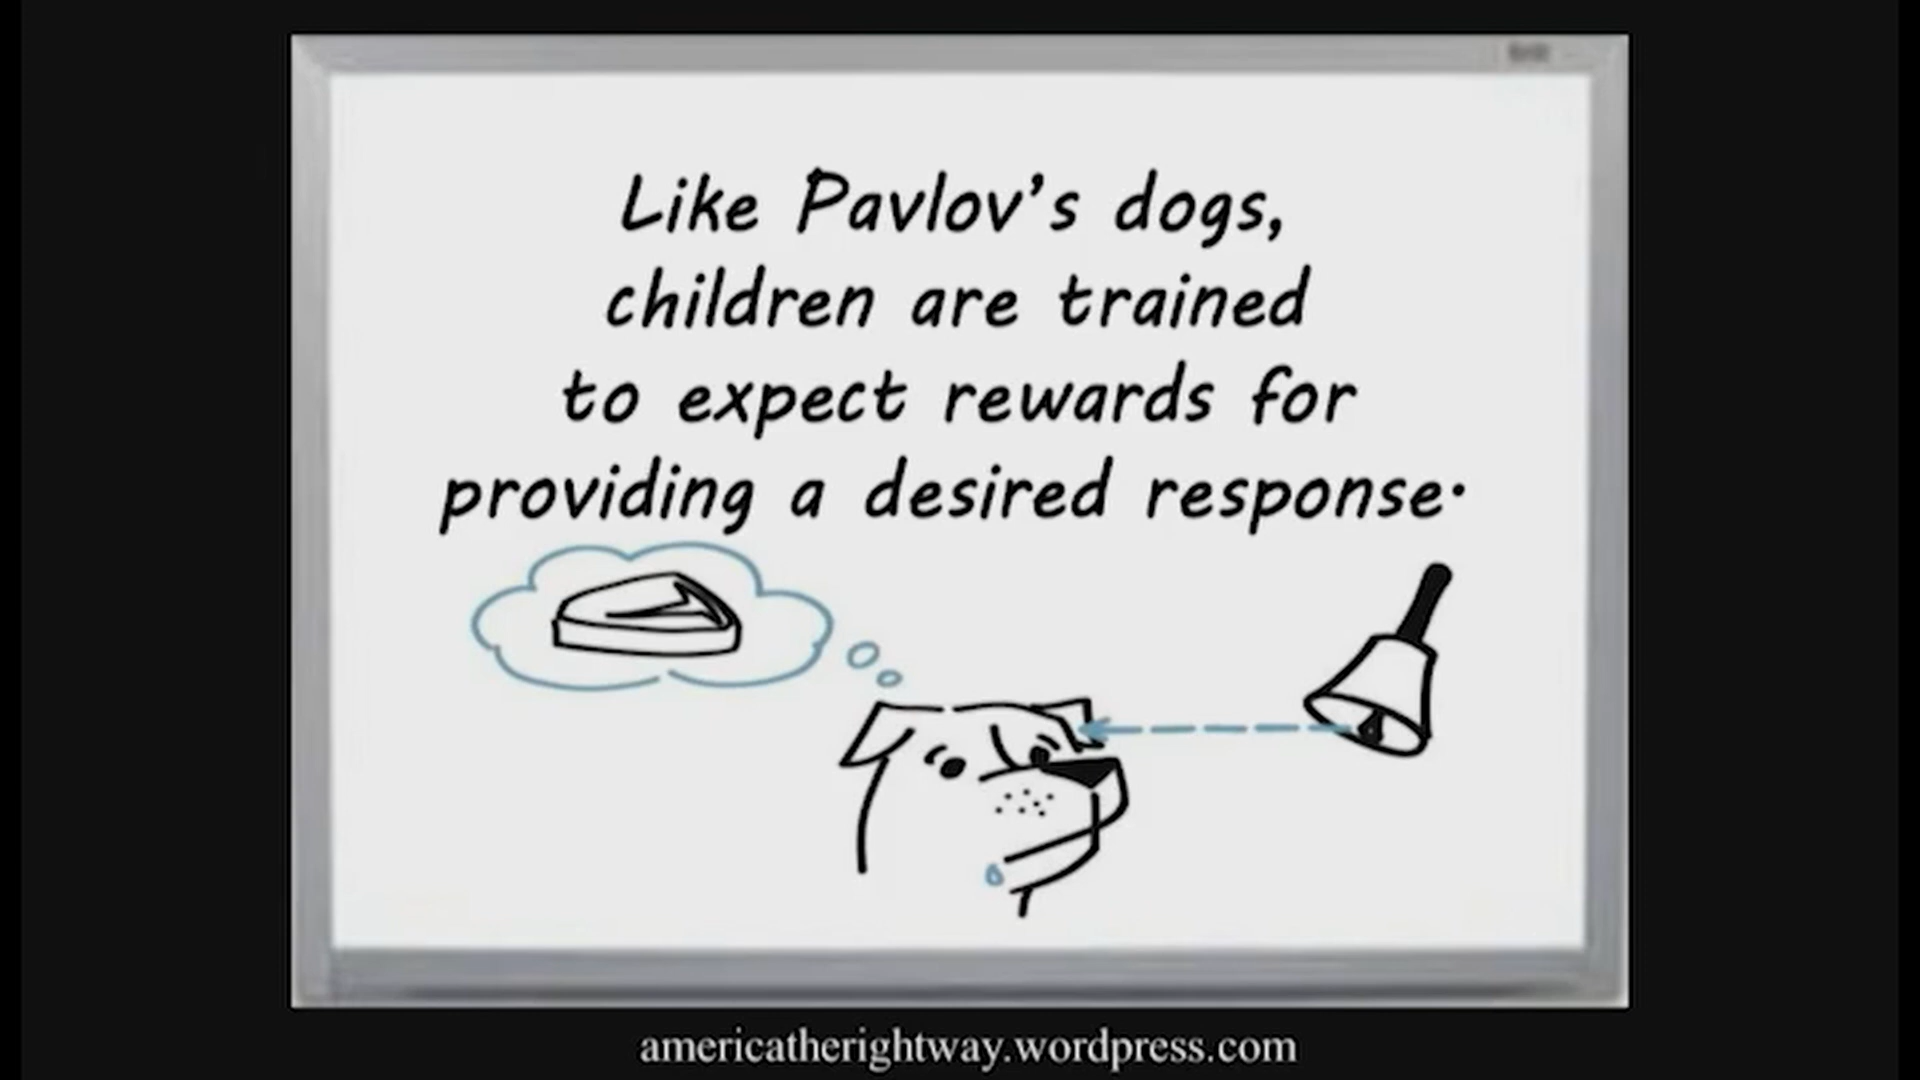 Like Pavlov's dogs,
children are trained
to expect rewards for
providing a desired response.
americatherightway.wordpress.com